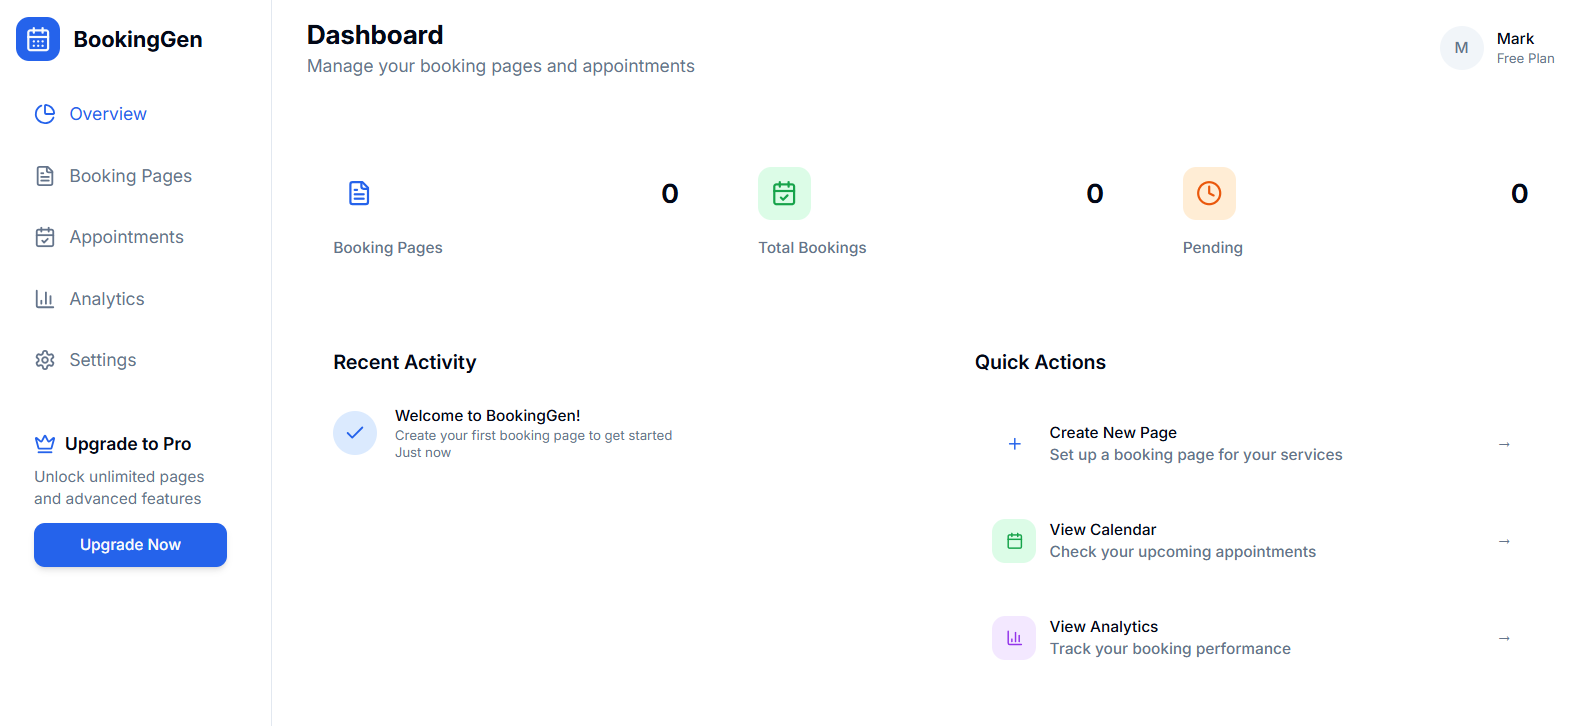 BookingGen
Overview
Booking Pages
Appointments
Analytics
Settings
Upgrade to Pro
Unlock unlimited pages
and advanced features
Upgrade Now
Dashboard
Manage your booking pages and appointments
M
Mark
Free Plan
0
Booking Pages
0
Total Bookings
0
Pending
Recent Activity
Welcome to BookingGen!
Create your first booking page to get started
Just now
Quick Actions
Create New Page
Set up a booking page for your services
→
View Calendar
Check your upcoming appointments
→
View Analytics
Track your booking performance
→